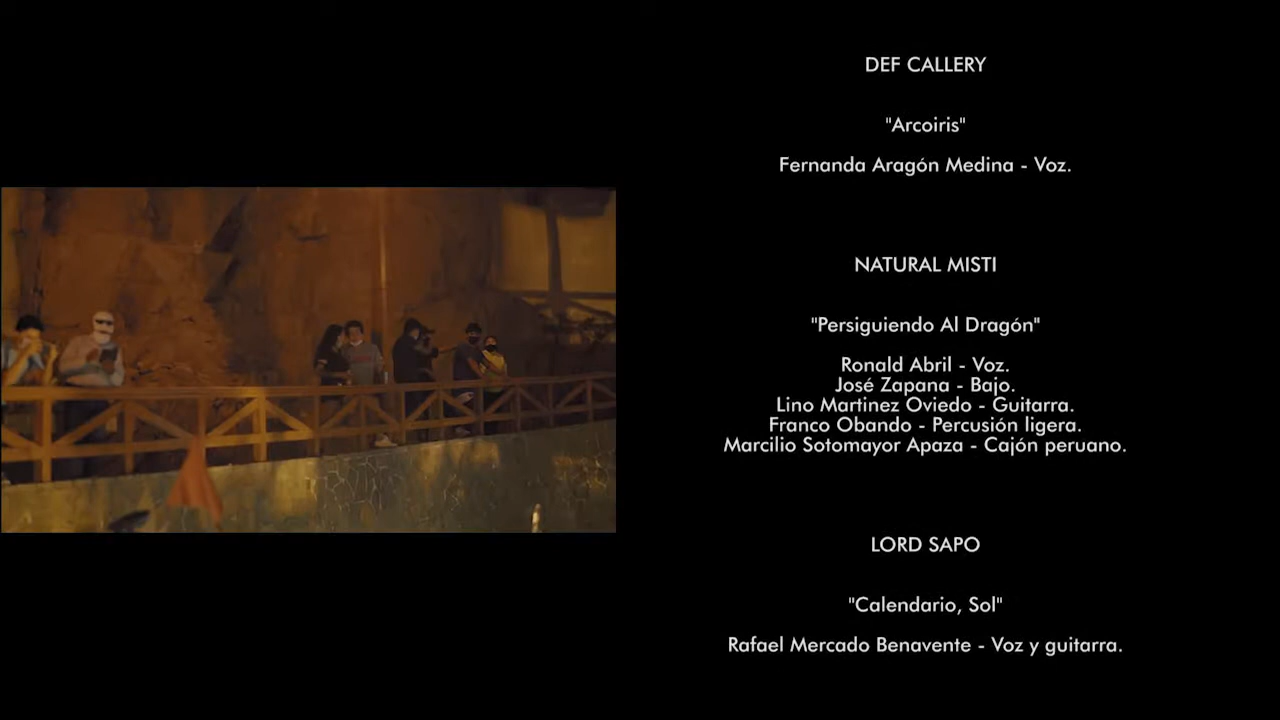 DEF CALLERY
"Arcoiris"
Fernanda Aragón Medina - Voz.
NATURAL MISTI
"Persiguiendo Al Dragón"
Ronald Abril - Voz.
José Zapana - Bajo.
Lino Martinez Oviedo - Guitarra.
Franco Obando - Percusión ligera.
Marcilio Sotomayor Apaza - Cajón peruano.
LORD SAPO
"Calendario, Sol"
Rafael Mercado Benavente - Voz y guitarra.